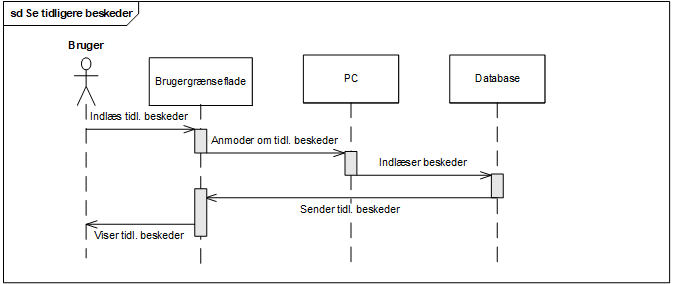 sd Se tidligere beskeder
Bruger
Brugergrænseflade
PC
Database
Indlæs tidl. beskeder
Anmoder om tidl. beskeder
Indlæser beskeder
Sender tidl. beskeder
Viser tidl. beskeder